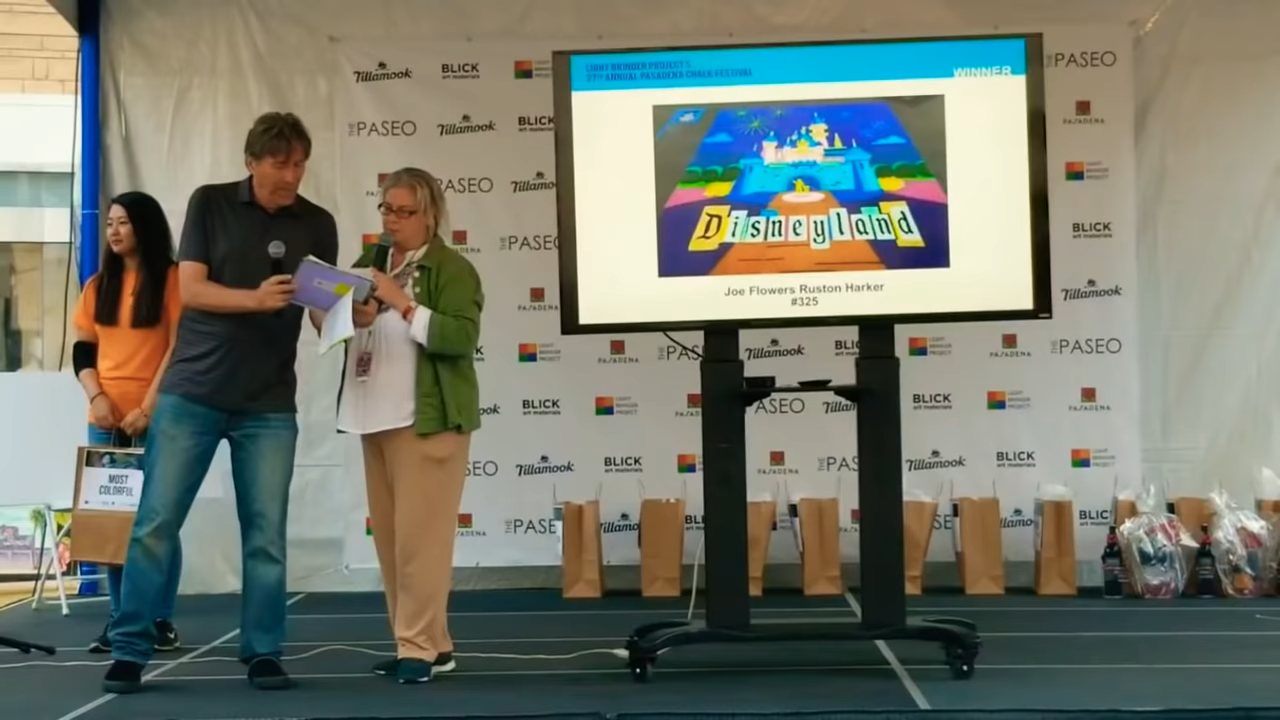 LIGHT BRINGER PROJECT'S
27TH ANNUAL PASADENA CHALK FESTIVAL
WINNER
Disneyland
Joe Flowers Ruston Harker
#325
MOST
COLORFUL
Tillamook
BLICK
art materials
THE PASEO
PASADENA
LIGHT
BRINGER
PROJECT